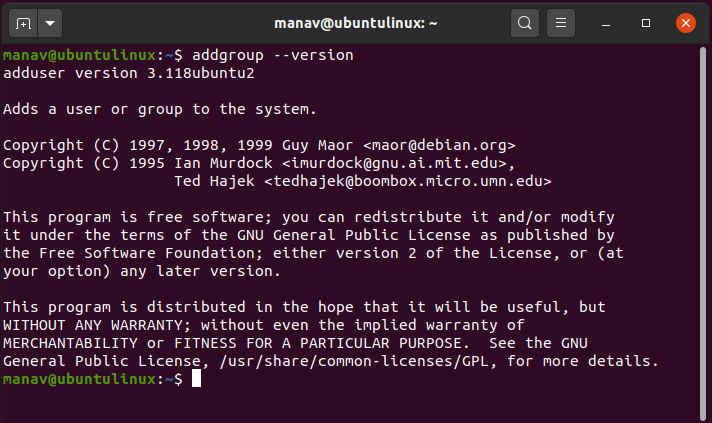 manav@ubuntulinux: ~
manav@ubuntulinux:~$ addgroup --version
adduser version 3.118ubuntu2
Adds a user or group to the system.
Copyright (C) 1997, 1998, 1999 Guy Maor <maor@debian.org>
Copyright (C) 1995 Ian Murdock <imurdock@gnu.ai.mit.edu>,
Ted Hajek <tedhajek@boombox.micro.umn.edu>
This program is free software; you can redistribute it and/or modify
it under the terms of the GNU General Public License as published by
the Free Software Foundation; either version 2 of the License, or (at
your option) any later version.
This program is distributed in the hope that it will be useful, but
WITHOUT ANY WARRANTY; without even the implied warranty of
MERCHANTABILITY or FITNESS FOR A PARTICULAR PURPOSE.  See the GNU
General Public License, /usr/share/common-licenses/GPL, for more details.
manav@ubuntulinux:~$